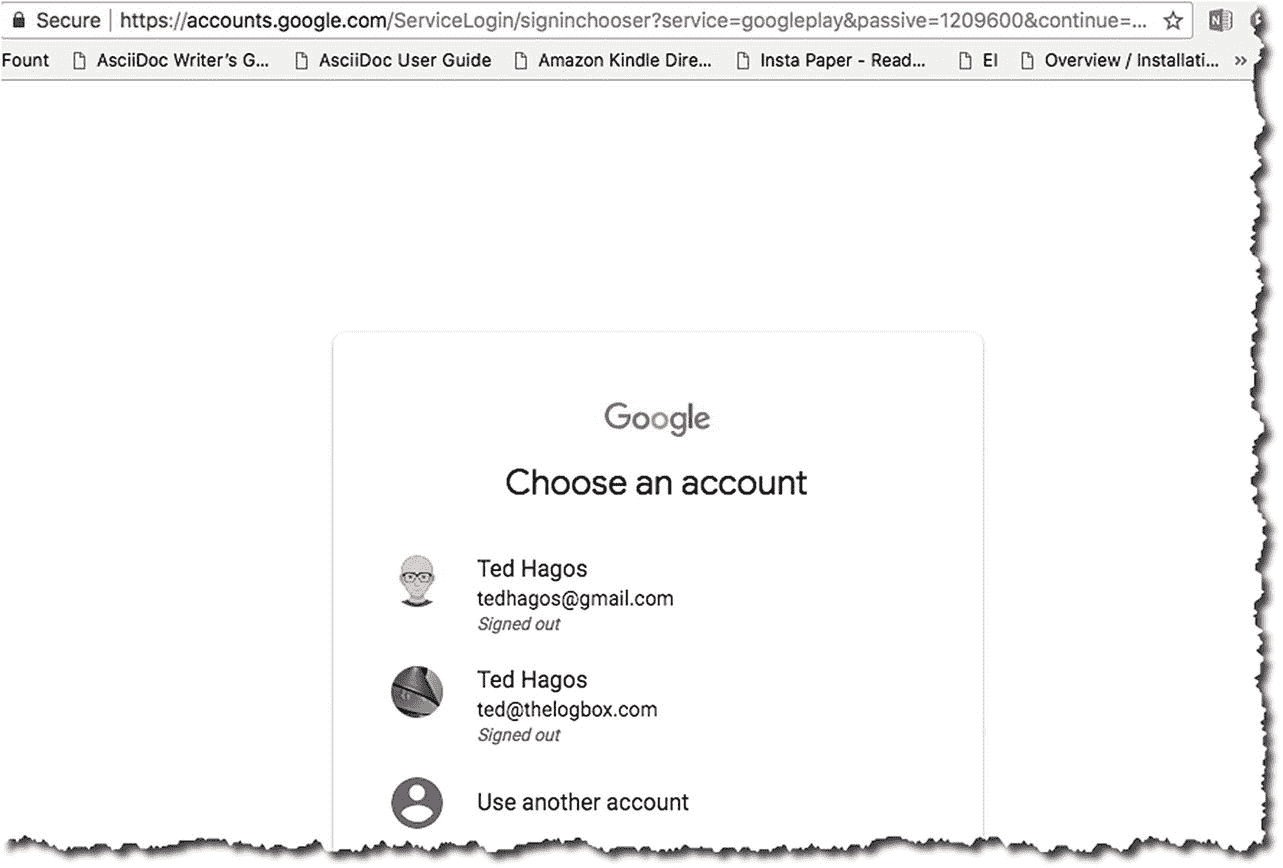 Secure https://accounts.google.com/ServiceLogin/signinchooser?service=googleplay&passive=1209600&continue=...
Fount AsciiDoc Writer's G... AsciiDoc User Guide Amazon Kindle Dire... Insta Paper - Read... EI Overview / Installati... »
Google
Choose an account
Ted Hagos
tedhagos@gmail.com
Signed out
Ted Hagos
ted@thelogbox.com
Signed out
Use another account